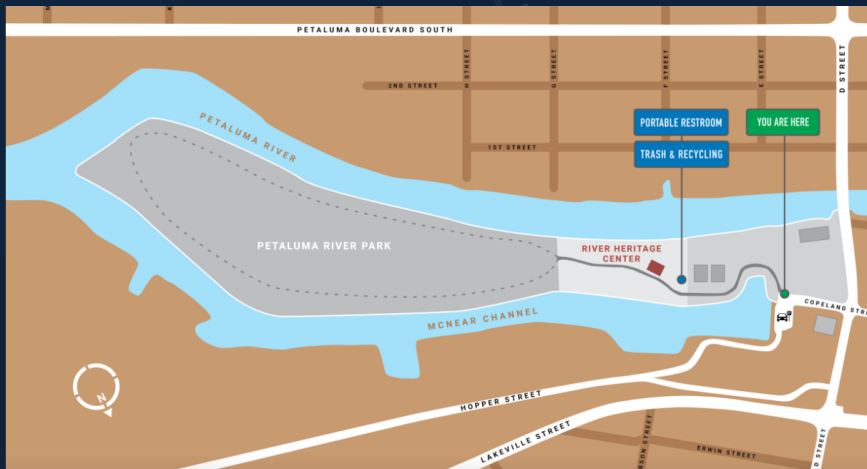 PETALUMA BOULEVARD SOUTH
D STREET
2ND STREET
H STREET
G STREET
F STREET
E STREET
PETALUMA RIVER
PORTABLE RESTROOM
YOU ARE HERE
TRASH & RECYCLING
1ST STREET
PETALUMA RIVER PARK
RIVER HERITAGE
CENTER
MCNEAR CHANNEL
COPELAND
N
HOPPER STREET
LAKEVILLE STREET
STREET
ERWIN STREET
D STREET